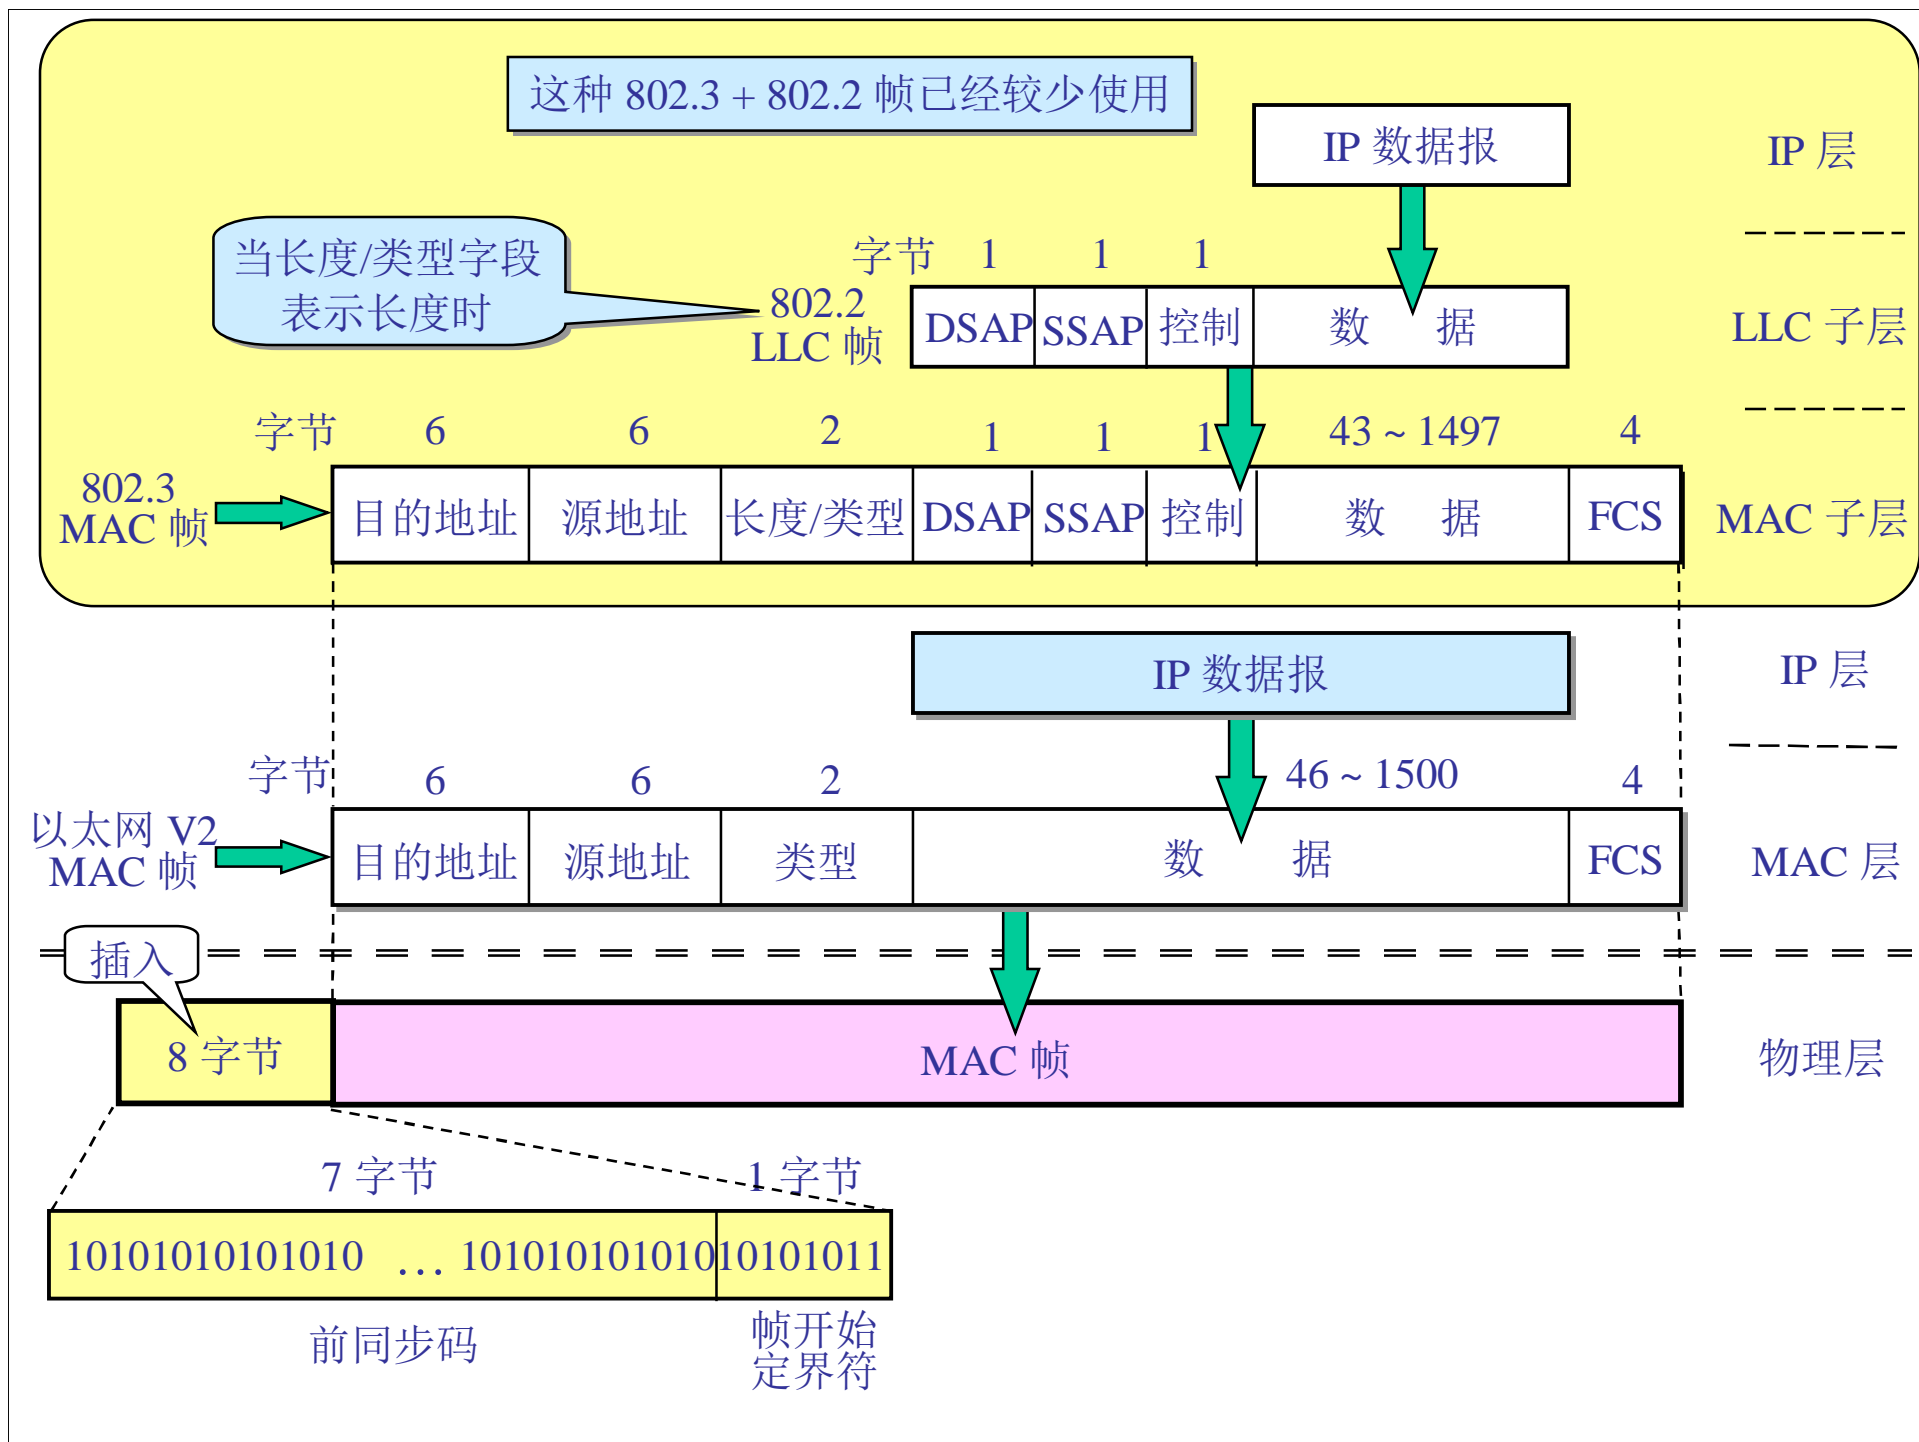 这种 802.3 + 802.2 帧已经较少使用
IP 数据报
IP 层
当长度/类型字段
表示长度时
字节 1 1 1
802.2
LLC 帧
DSAP SSAP 控制 数 据
LLC 子层
字节 6 6 2 1 1 1 43 ~ 1497 4
802.3
MAC 帧
目的地址 源地址 长度/类型 DSAP SSAP 控制 数 据 FCS
MAC 子层
IP 数据报
IP 层
字节 6 6 2 46 ~ 1500 4
以太网 V2
MAC 帧
目的地址 源地址 类型 数 据 FCS
MAC 层
插入
8 字节
MAC 帧
物理层
7 字节 1 字节
10101010101010 … 101010101010 10101011
前同步码
帧开始
定界符